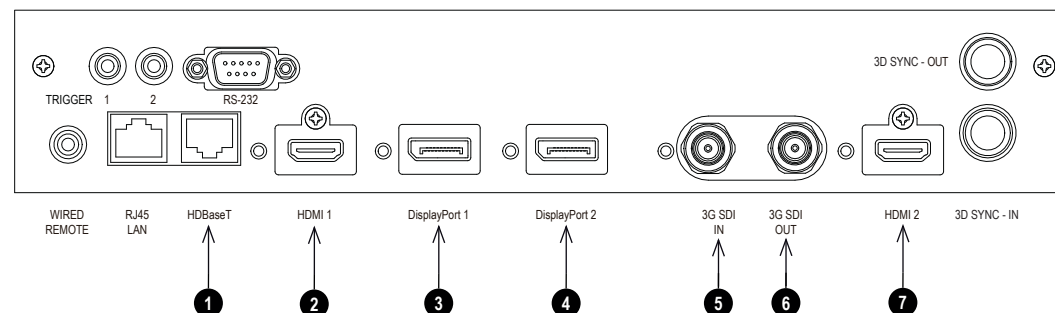 3D SYNC - OUT
TRIGGER 1 2 RS-232
WIRED REMOTE
RJ45 LAN
HDBaseT
HDMI 1
DisplayPort 1
DisplayPort 2
3G SDI IN
3G SDI OUT
HDMI 2
3D SYNC - IN
1 2 3 4 5 6 7